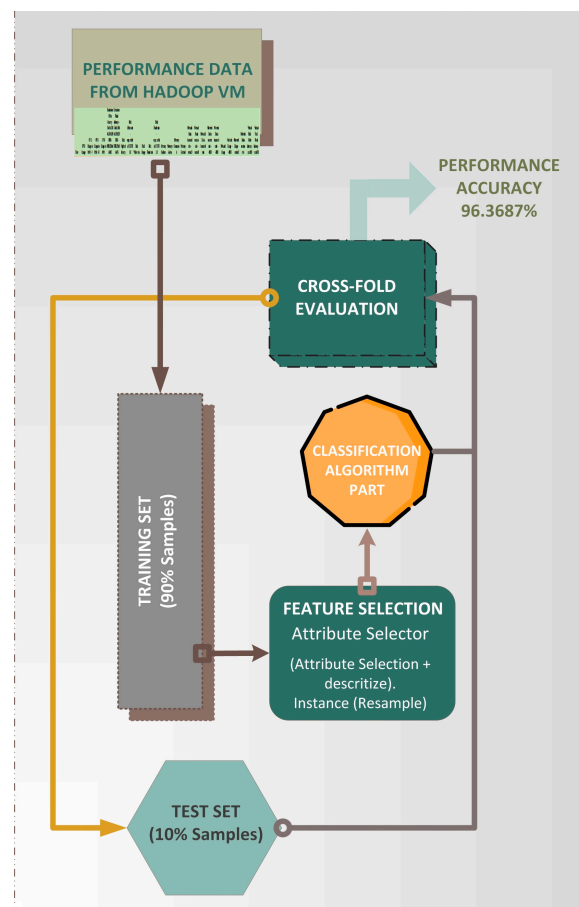 PERFORMANCE DATA
FROM HADOOP VM
PERFORMANCE
ACCURACY
96.3687%
CROSS-FOLD
EVALUATION
CLASSIFICATION
ALGORITHM
PART
TRAINING SET
(90% Samples)
FEATURE SELECTION
Attribute Selector
(Attribute Selection +
descritize).
Instance (Resample)
TEST SET
(10% Samples)